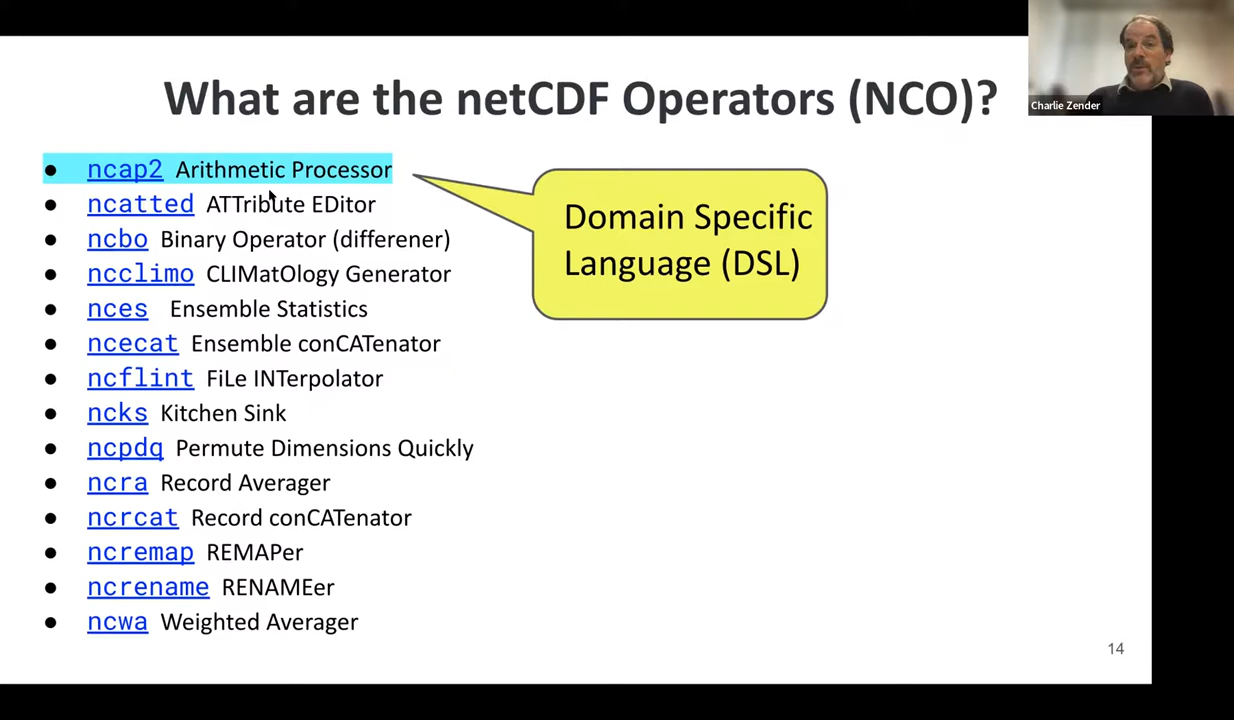 What are the netCDF Operators (NCO)?
Charlie Zender
● ncap2 Arithmetic Processor
● ncatted ATTribute EDitor
● ncbo Binary Operator (differener)
● ncclimo CLIMatOlogy Generator
● nces Ensemble Statistics
● ncecat Ensemble conCATenator
● ncflint FiLe INTerpolator
● ncks Kitchen Sink
● ncpdq Permute Dimensions Quickly
● ncra Record Averager
● ncrcat Record conCATenator
● ncremap REMAPer
● ncrename RENAMEer
● ncwa Weighted Averager
Domain Specific
Language (DSL)
14